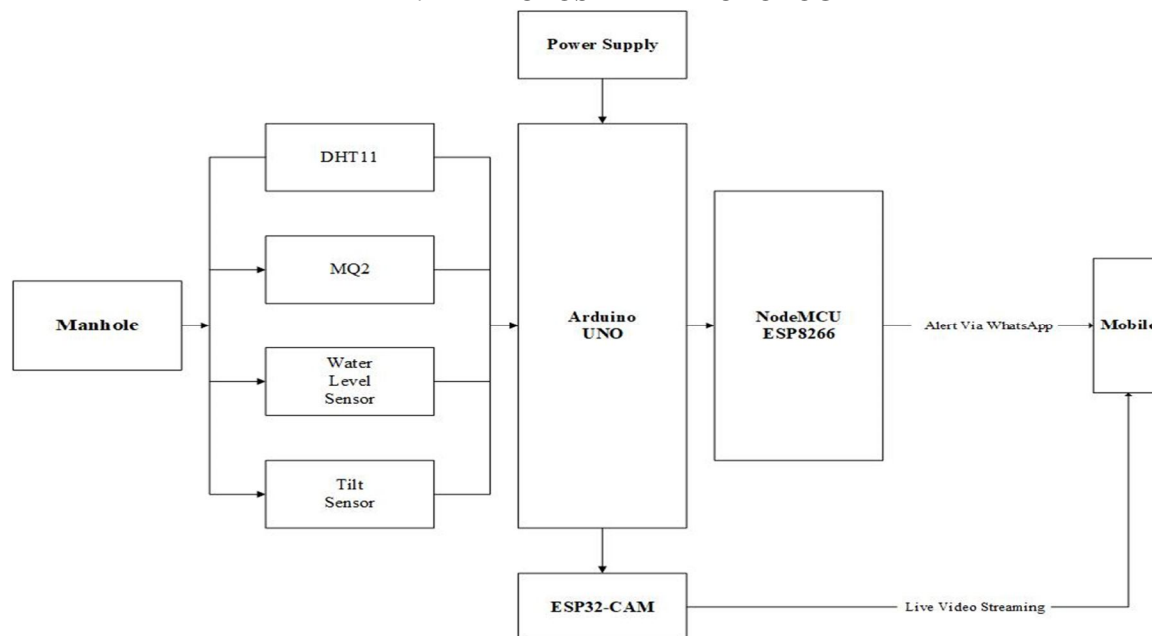 Power Supply
DHT11
MQ2
Manhole
Water
Level
Sensor
Tilt
Sensor
Arduino
UNO
NodeMCU
ESP8266
Alert Via WhatsApp
Mobile
ESP32-CAM
Live Video Streaming